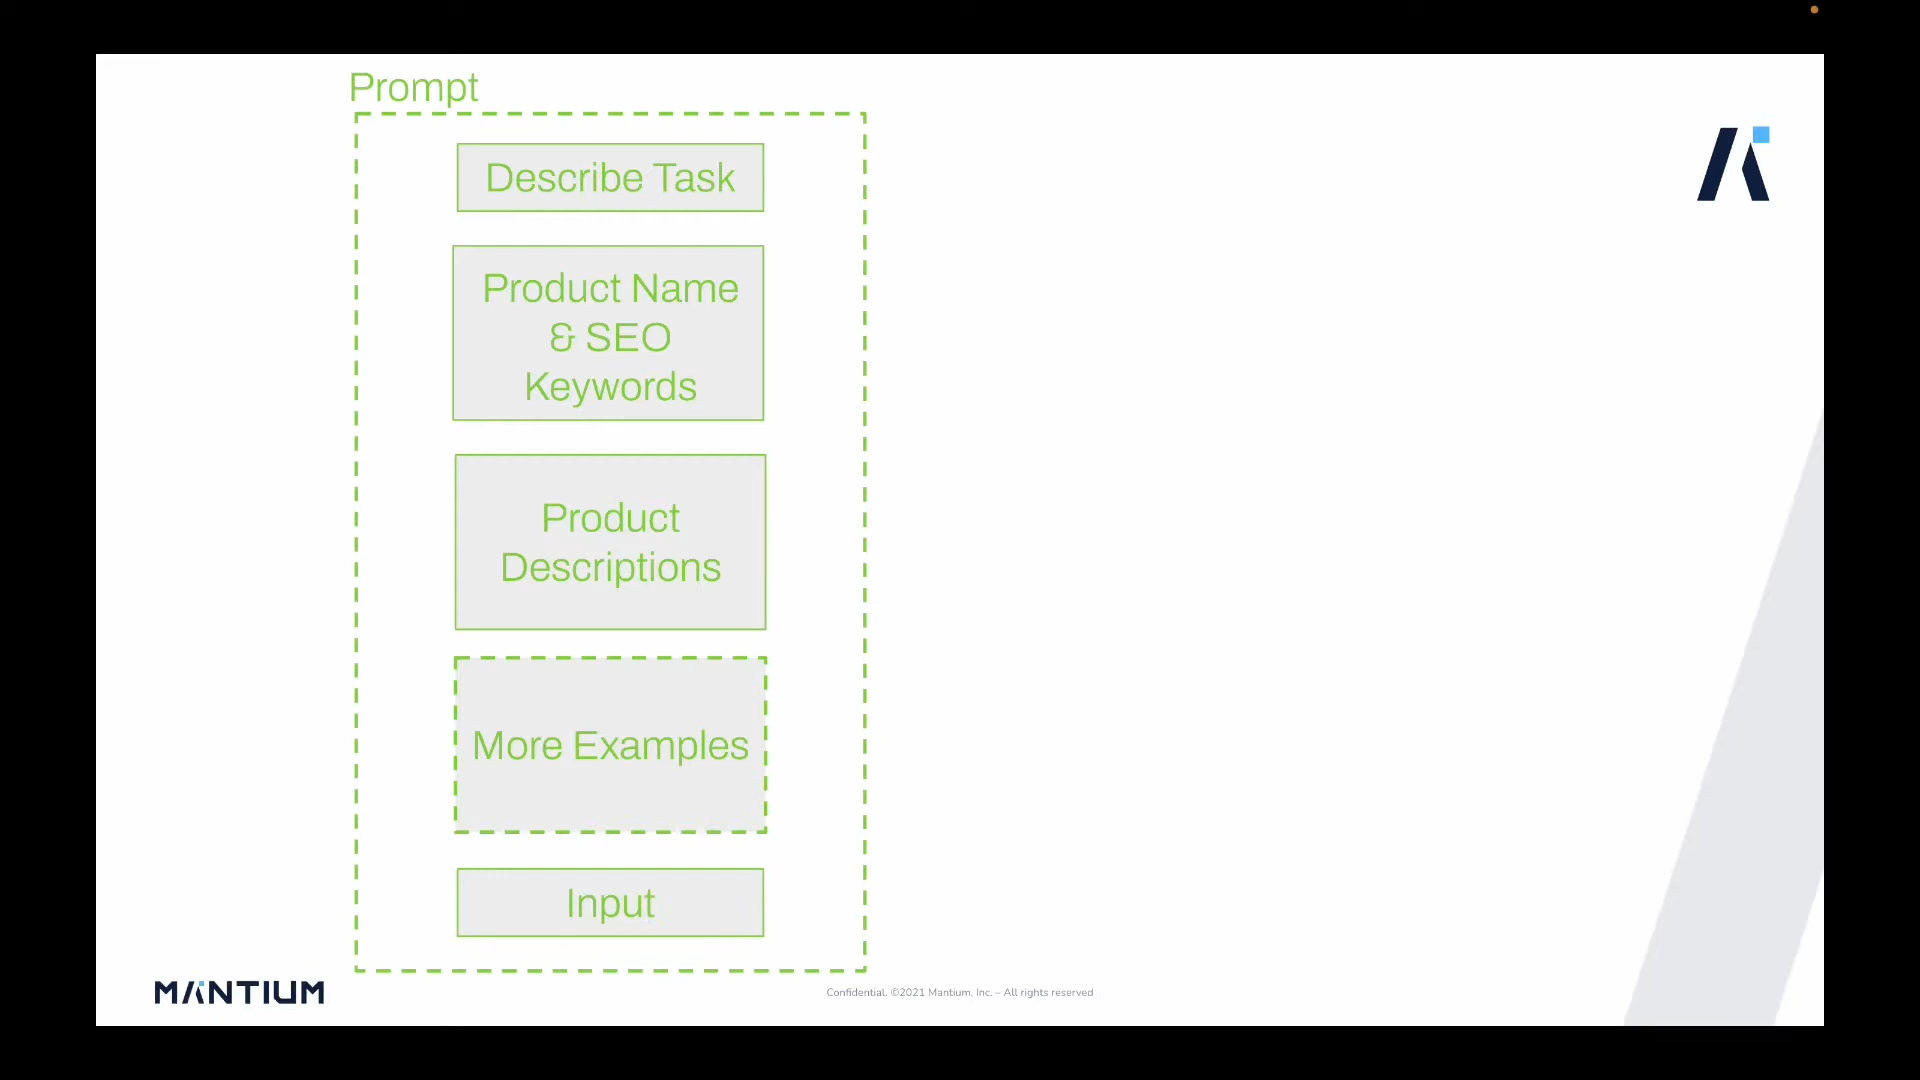 Prompt
Describe Task
Product Name
& SEO
Keywords
Product
Descriptions
More Examples
Input
MANTIUM
Confidential. ©2021 Mantium, Inc. – All rights reserved